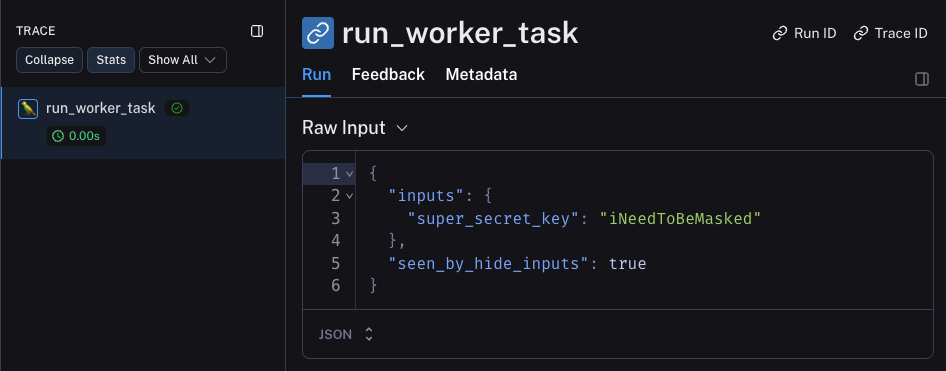 TRACE
Collapse
Stats
Show All
run_worker_task
0.00s
run_worker_task
Run ID
Trace ID
Run
Feedback
Metadata
Raw Input
1 {
2   "inputs": {
3     "super_secret_key": "iNeedToBeMasked"
4   },
5   "seen_by_hide_inputs": true
6 }
JSON